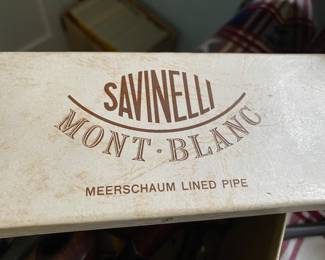 SAVINELLI
MONT · BLANC
MEERSCHAUM LINED PIPE